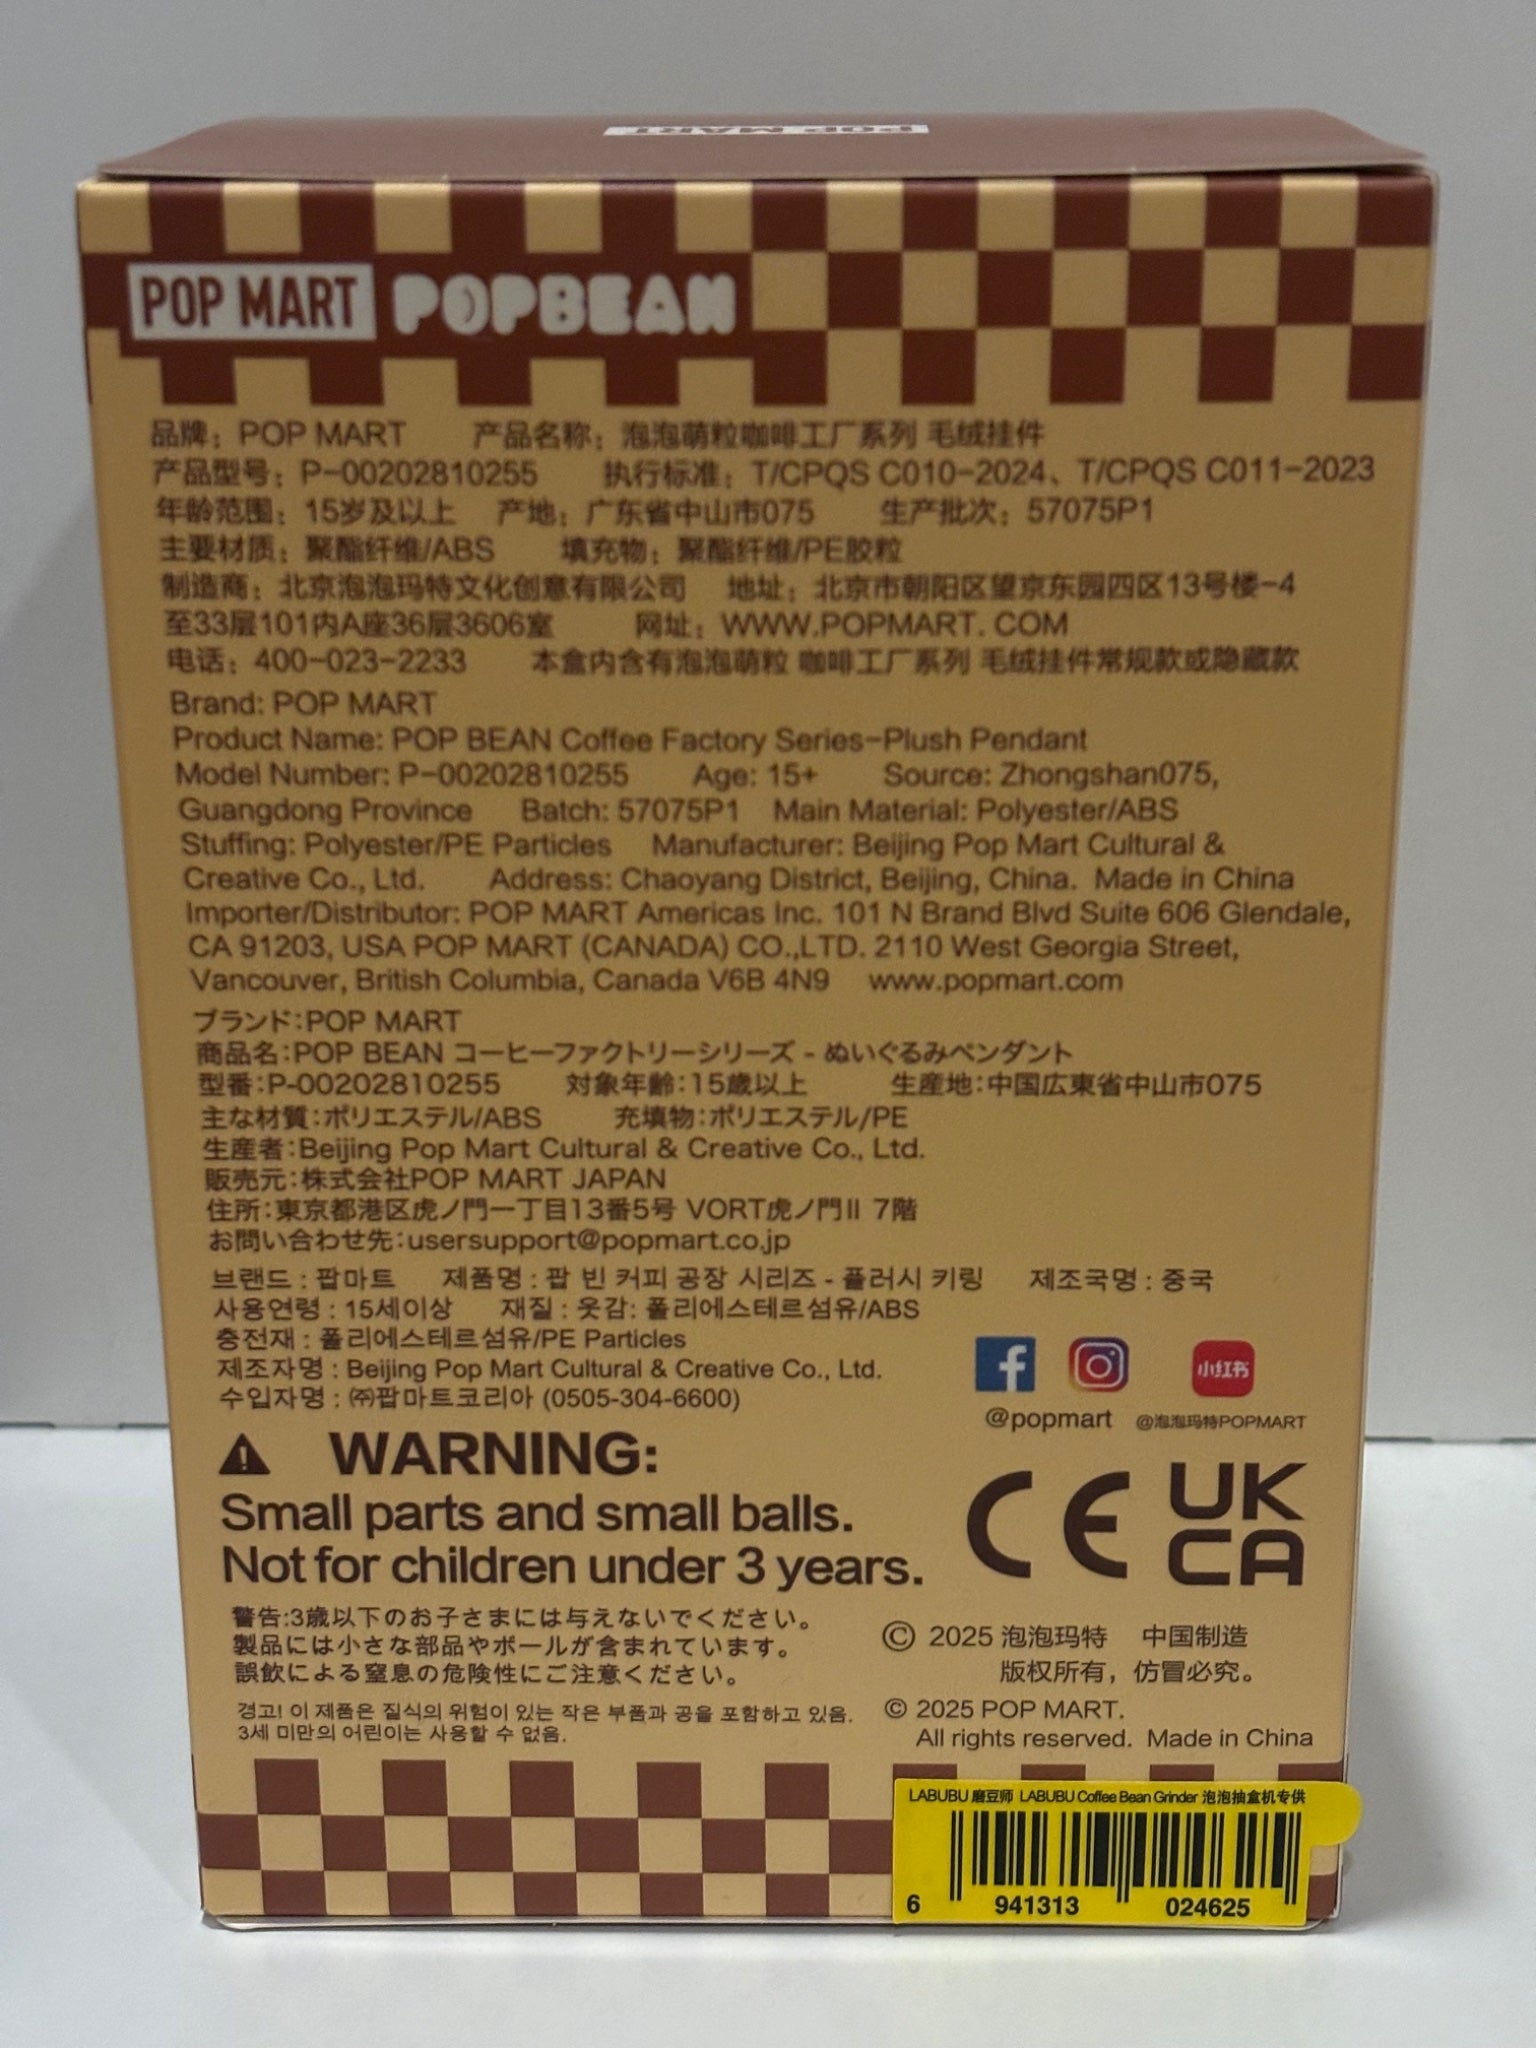 POP MART
POP MART POPBEAN
品牌：POP MART 产品名称：泡泡萌粒咖啡工厂系列 毛绒挂件
产品型号：P-00202810255 执行标准：T/CPQS C010-2024、T/CPQS C011-2023
年龄范围：15岁及以上 产地：广东省中山市075 生产批次：57075P1
主要材质：聚酯纤维/ABS 填充物：聚酯纤维/PE胶粒
制造商：北京泡泡玛特文化创意有限公司 地址：北京市朝阳区望京东园四区13号楼-4
至33层101内A座36层3606室 网址：WWW.POPMART. COM
电话：400-023-2233 本盒内含有泡泡萌粒 咖啡工厂系列 毛绒挂件常规款或隐藏款
Brand: POP MART
Product Name: POP BEAN Coffee Factory Series-Plush Pendant
Model Number: P-00202810255 Age: 15+ Source: Zhongshan075,
Guangdong Province Batch: 57075P1 Main Material: Polyester/ABS
Stuffing: Polyester/PE Particles Manufacturer: Beijing Pop Mart Cultural &
Creative Co., Ltd. Address: Chaoyang District, Beijing, China. Made in China
Importer/Distributor: POP MART Americas Inc. 101 N Brand Blvd Suite 606 Glendale,
CA 91203, USA POP MART (CANADA) CO.,LTD. 2110 West Georgia Street,
Vancouver, British Columbia, Canada V6B 4N9 www.popmart.com
ブランド:POP MART
商品名:POP BEAN コーヒーファクトリーシリーズ - ぬいぐるみペンダント
型番:P-00202810255 対象年齢:15歳以上 生産地:中国広東省中山市075
主な材質:ポリエステル/ABS 充填物:ポリエステル/PE
生産者:Beijing Pop Mart Cultural & Creative Co., Ltd.
販売元:株式会社POP MART JAPAN
住所:東京都港区虎ノ門一丁目13番5号 VORT虎ノ門II 7階
お問い合わせ先:usersupport@popmart.co.jp
브랜드 : 팝마트 제품명 : 팝 빈 커피 공장 시리즈 - 플러시 키링 제조국명 : 중국
사용연령 : 15세이상 재질 : 옷감: 폴리에스테르섬유/ABS
충전재 : 폴리에스테르섬유/PE Particles
제조자명 : Beijing Pop Mart Cultural & Creative Co., Ltd.
수입자명 : ㈜팝마트코리아 (0505-304-6600)
f
小红书
@popmart @泡泡玛特POPMART
WARNING:
Small parts and small balls.
Not for children under 3 years.
CE UK
CA
警告:3歳以下のお子さまには与えないでください。
製品には小さな部品やボールが含まれています。
誤飲による窒息の危険性にご注意ください。
경고! 이 제품은 질식의 위험이 있는 작은 부품과 공을 포함하고 있음.
3세 미만의 어린이는 사용할 수 없음.
© 2025 泡泡玛特 中国制造
版权所有，仿冒必究。
© 2025 POP MART.
All rights reserved. Made in China
LABUBU 磨豆师 LABUBU Coffee Bean Grinder 泡泡抽盒机专供
6 941313 024625